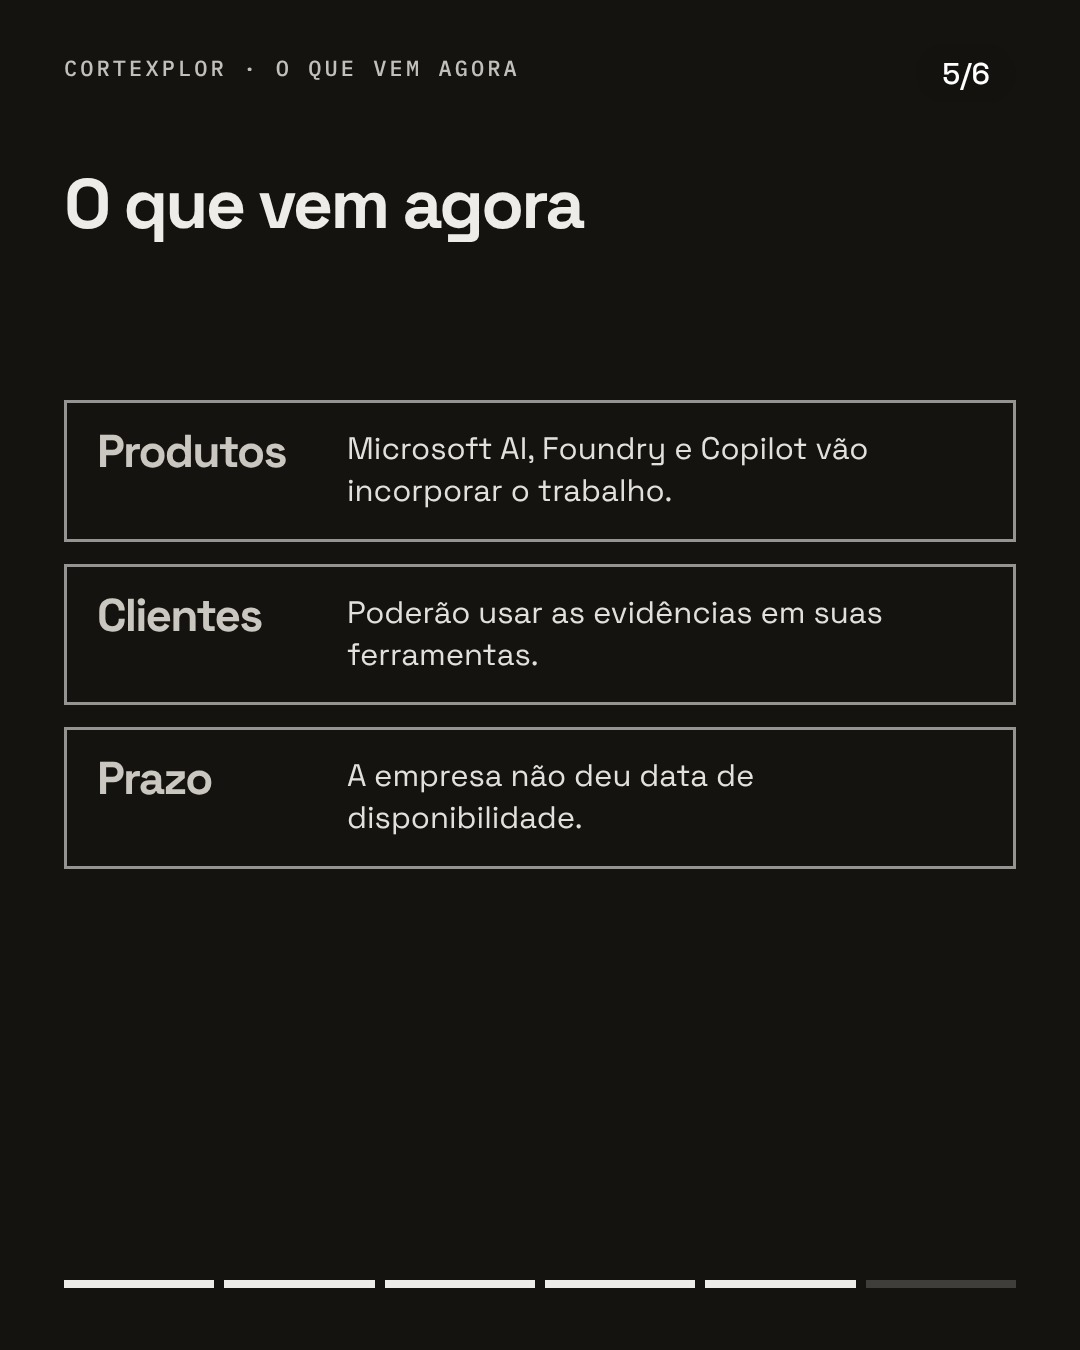 CORTEXPLOR · O QUE VEM AGORA
5/6
O que vem agora
Produtos
Microsoft AI, Foundry e Copilot vão
incorporar o trabalho.
Clientes
Poderão usar as evidências em suas
ferramentas.
Prazo
A empresa não deu data de
disponibilidade.